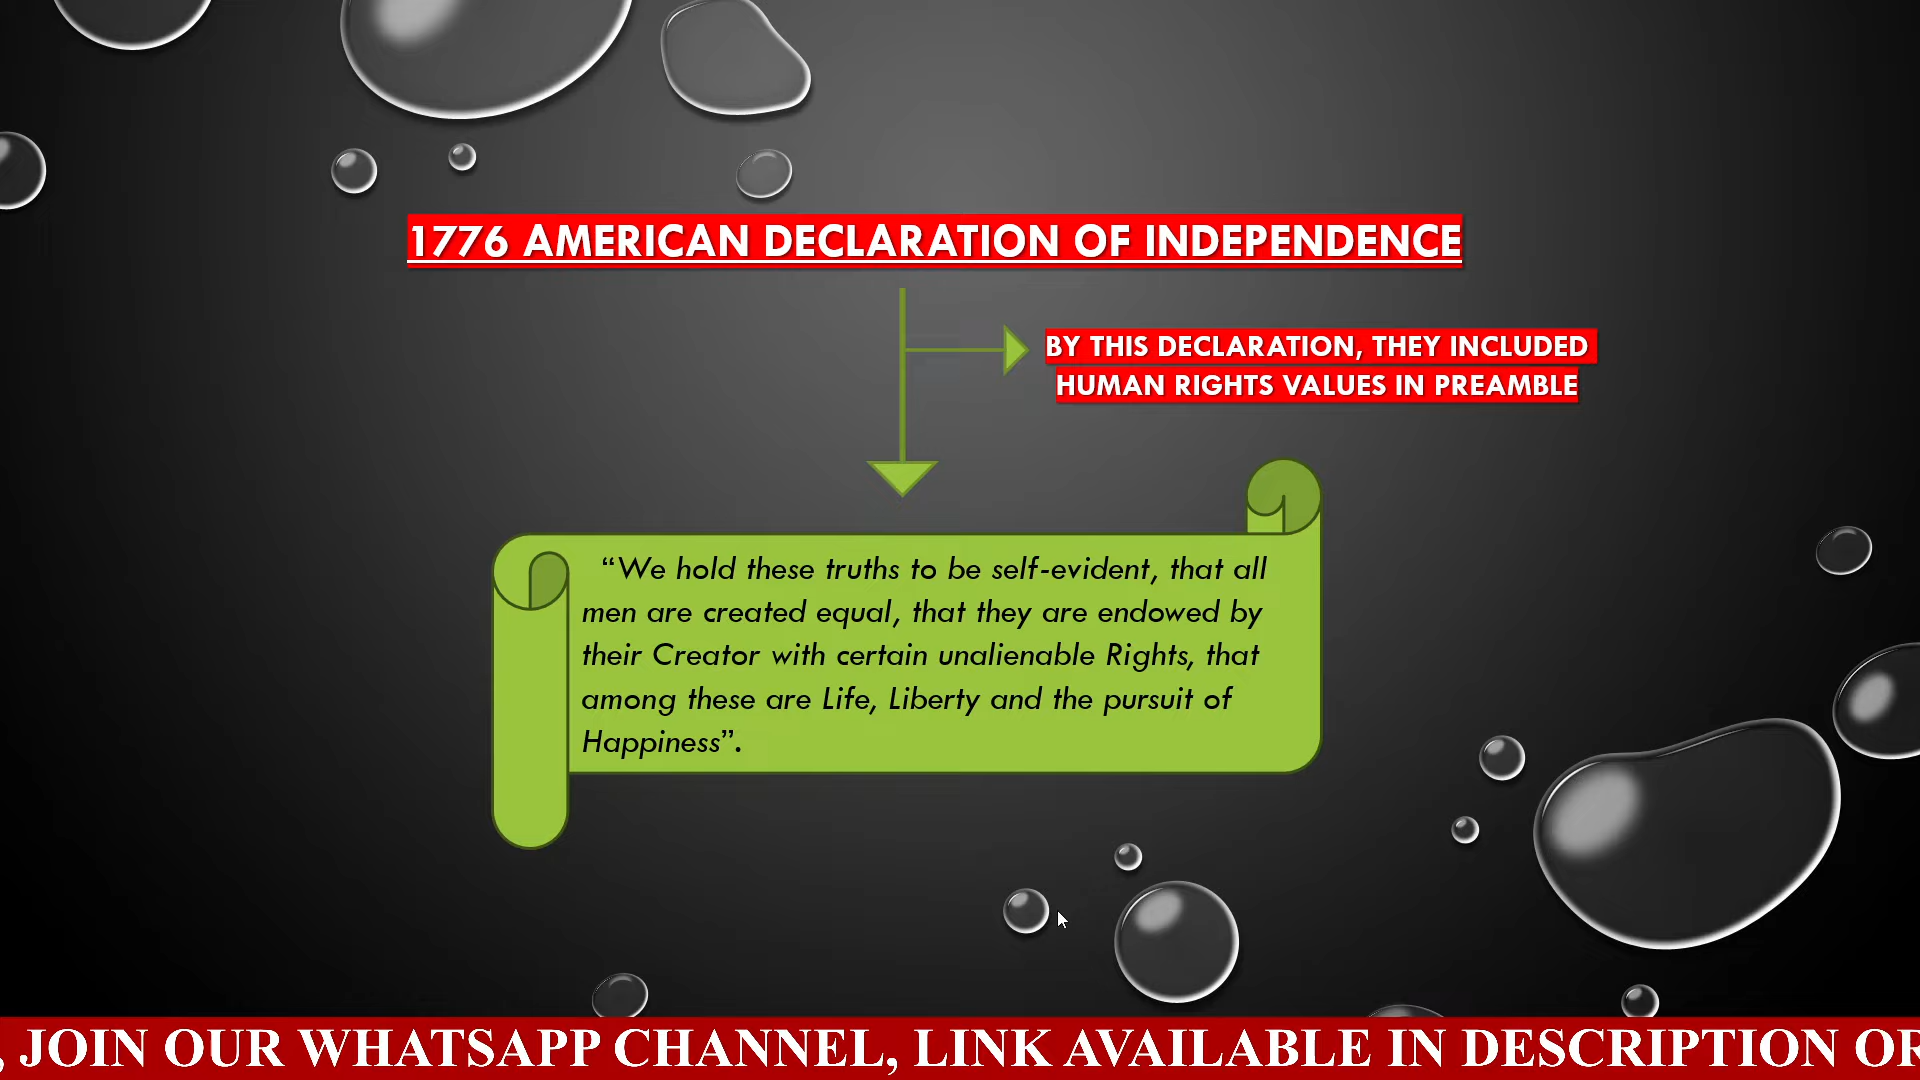 1776 AMERICAN DECLARATION OF INDEPENDENCE
BY THIS DECLARATION, THEY INCLUDED
HUMAN RIGHTS VALUES IN PREAMBLE
“We hold these truths to be self-evident, that all
men are created equal, that they are endowed by
their Creator with certain unalienable Rights, that
among these are Life, Liberty and the pursuit of
Happiness”.
, JOIN OUR WHATSAPP CHANNEL, LINK AVAILABLE IN DESCRIPTION OR